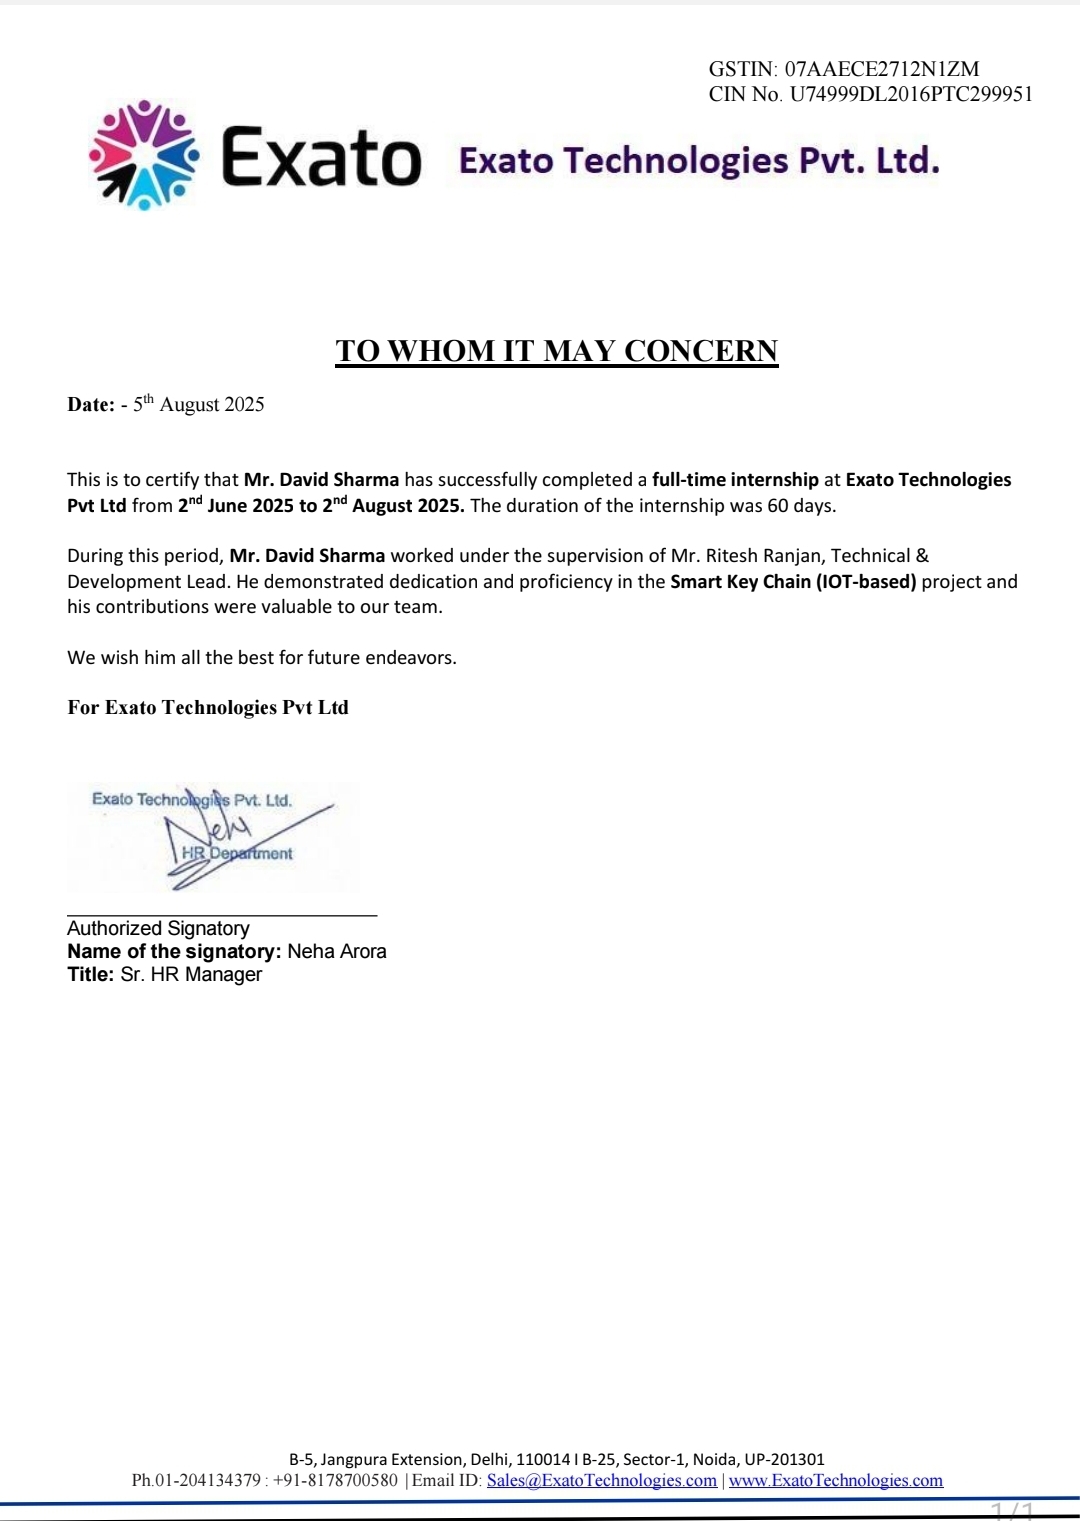 GSTIN: 07AAECE2712N1ZM
CIN No. U74999DL2016PTC299951
Exato
Exato Technologies Pvt. Ltd.
TO WHOM IT MAY CONCERN
Date: - 5th August 2025
This is to certify that Mr. David Sharma has successfully completed a full-time internship at Exato Technologies
Pvt Ltd from 2nd June 2025 to 2nd August 2025. The duration of the internship was 60 days.
During this period, Mr. David Sharma worked under the supervision of Mr. Ritesh Ranjan, Technical &
Development Lead. He demonstrated dedication and proficiency in the Smart Key Chain (IOT-based) project and
his contributions were valuable to our team.
We wish him all the best for future endeavors.
For Exato Technologies Pvt Ltd
Exato Technologies Pvt. Ltd.
Neha
HR Department
Authorized Signatory
Name of the signatory: Neha Arora
Title: Sr. HR Manager
B-5, Jangpura Extension, Delhi, 110014 I B-25, Sector-1, Noida, UP-201301
Ph.01-204134379 : +91-8178700580 | Email ID: Sales@ExatoTechnologies.com | www.ExatoTechnologies.com
1/1